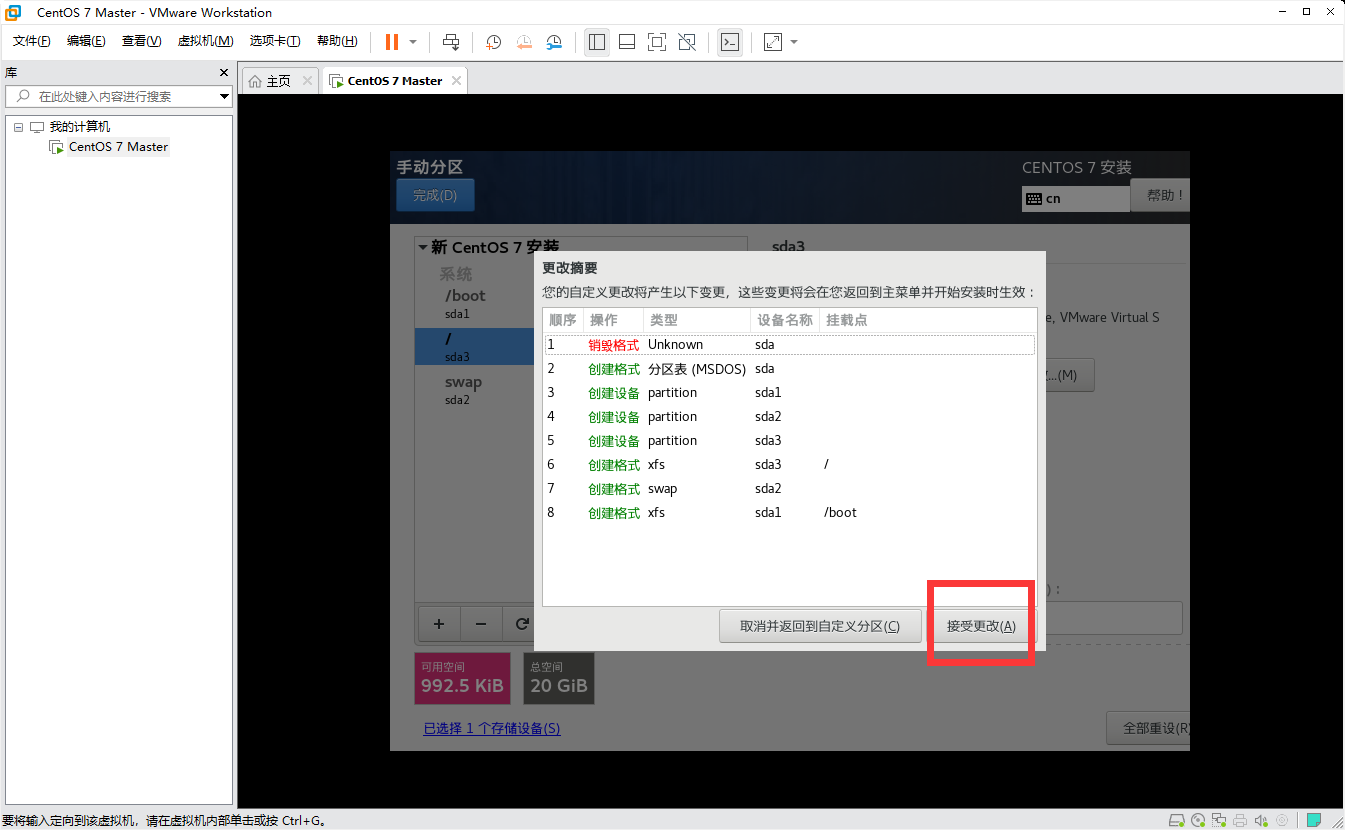 CentOS 7 Master - VMware Workstation
文件(F) 编辑(E) 查看(V) 虚拟机(M) 选项卡(T) 帮助(H)
库
在此处键入内容进行搜索
我的计算机
CentOS 7 Master
主页 CentOS 7 Master
手动分区
完成(D)
CENTOS 7 安装
cn
帮助！
新 CentOS 7 安装
系统
/boot
sda1
/
sda3
swap
sda2
sda3
e, VMware Virtual S
...(M)
更改摘要
您的自定义更改将产生以下变更，这些变更将会在您返回到主菜单并开始安装时生效：
顺序 操作 类型 设备名称 挂载点
1 销毁格式 Unknown sda
2 创建格式 分区表 (MSDOS) sda
3 创建设备 partition sda1
4 创建设备 partition sda2
5 创建设备 partition sda3
6 创建格式 xfs sda3 /
7 创建格式 swap sda2
8 创建格式 xfs sda1 /boot
取消并返回到自定义分区(C) 接受更改(A)
)：
可用空间
992.5 KiB
总空间
20 GiB
已选择 1 个存储设备(S)
全部重设(R
要将输入定向到该虚拟机，请在虚拟机内部单击或按 Ctrl+G。